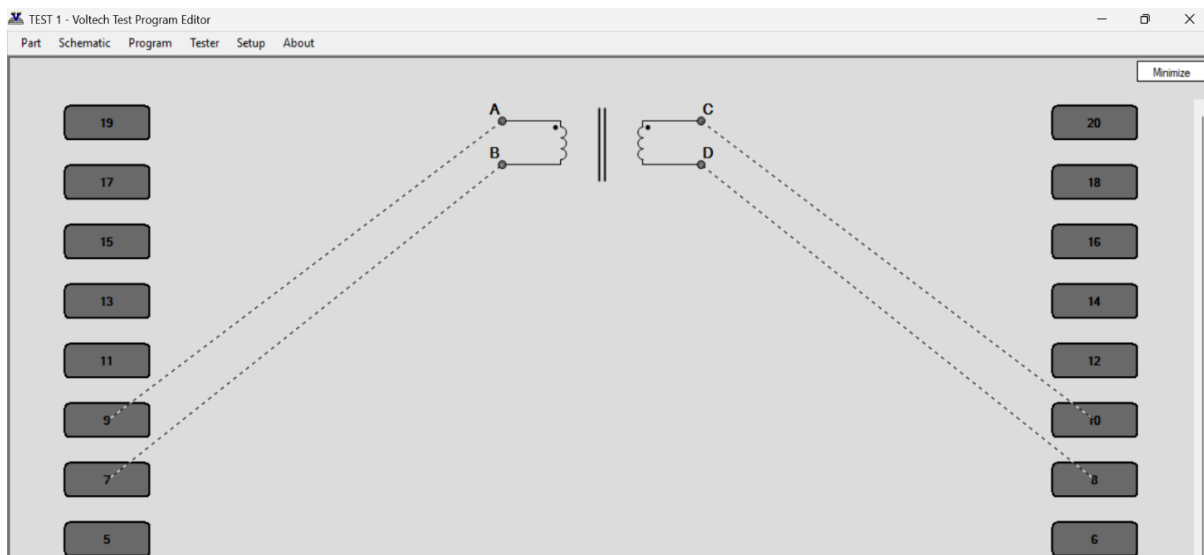 TEST 1 - Voltech Test Program Editor
Part Schematic Program Tester Setup About
Minimize
A C
19 20
B D
17 18
15 16
13 14
11 12
9 10
7 8
5 6